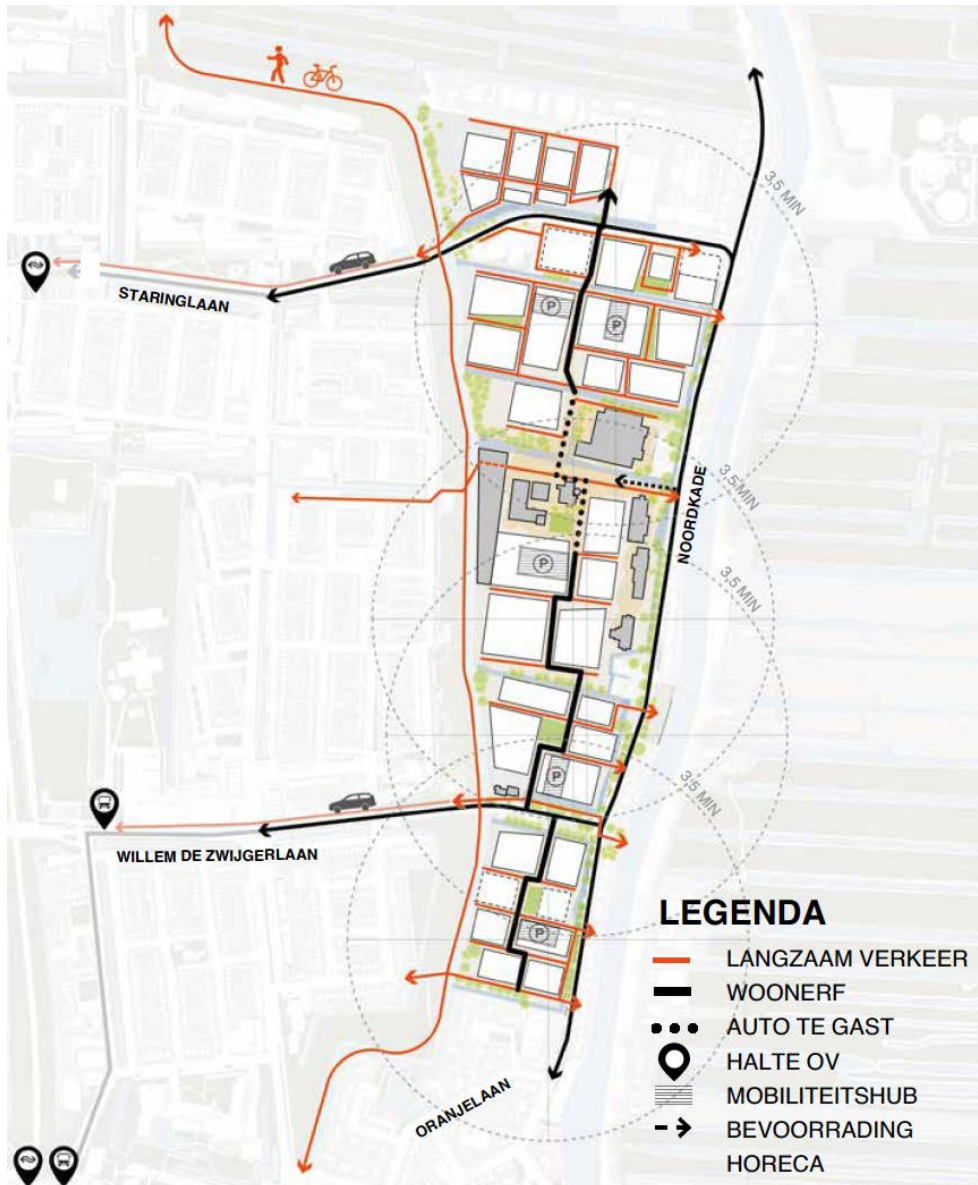 3,5 MIN
STARINGLAAN
P
P
3,5 MIN
NOORDKADE
P
3,5 MIN
P
3,5 MIN
WILLEM DE ZWIJGERLAAN
P
ORANJELAAN
LEGENDA
LANGZAAM VERKEER
WOONERF
AUTO TE GAST
HALTE OV
MOBILITEITSHUB
BEVOORRADING
HORECA